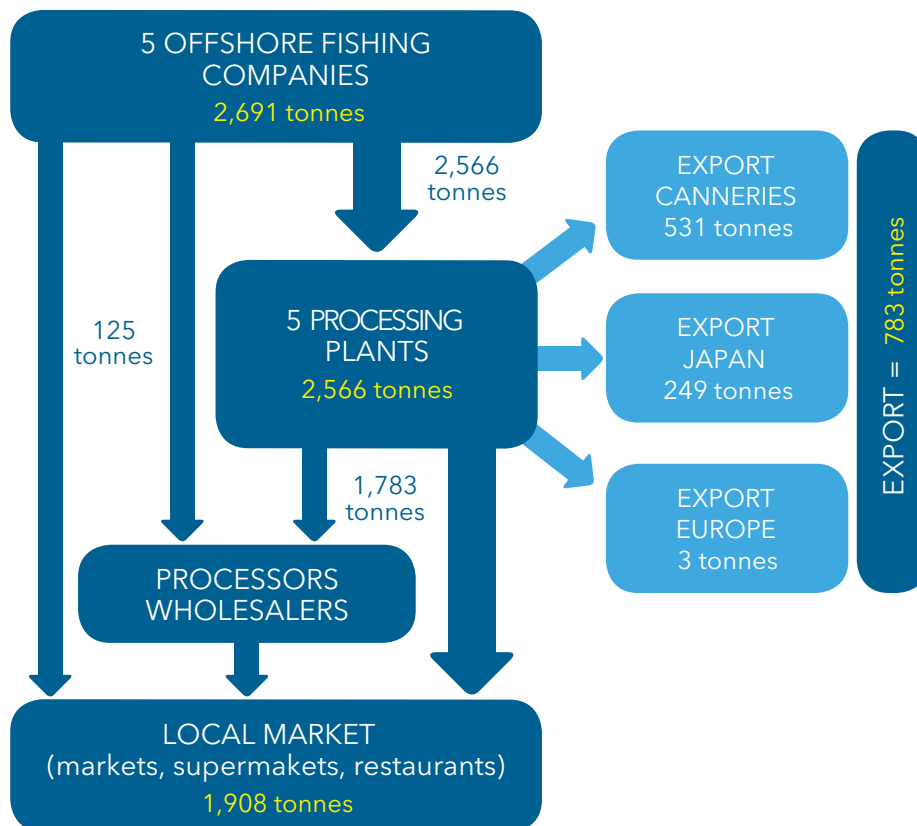 5 OFFSHORE FISHING
COMPANIES
2,691 tonnes
2,566
tonnes
EXPORT
CANNERIES
531 tonnes
125
tonnes
5 PROCESSING
PLANTS
2,566 tonnes
EXPORT
JAPAN
249 tonnes
EXPORT = 783 tonnes
1,783
tonnes
EXPORT
EUROPE
3 tonnes
PROCESSORS
WHOLESALERS
LOCAL MARKET
(markets, supermakets, restaurants)
1,908 tonnes